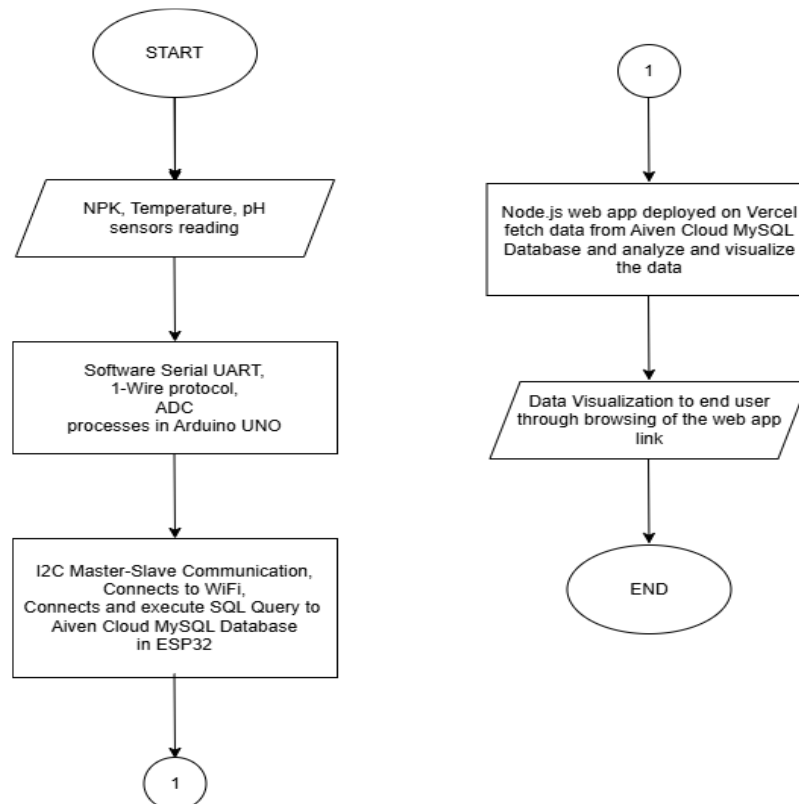 START
NPK, Temperature, pH
sensors reading
Software Serial UART,
1-Wire protocol,
ADC
processes in Arduino UNO
I2C Master-Slave Communication,
Connects to WiFi,
Connects and execute SQL Query to
Aiven Cloud MySQL Database
in ESP32
1
1
Node.js web app deployed on Vercel
fetch data from Aiven Cloud MySQL
Database and analyze and visualize
the data
Data Visualization to end user
through browsing of the web app
link
END